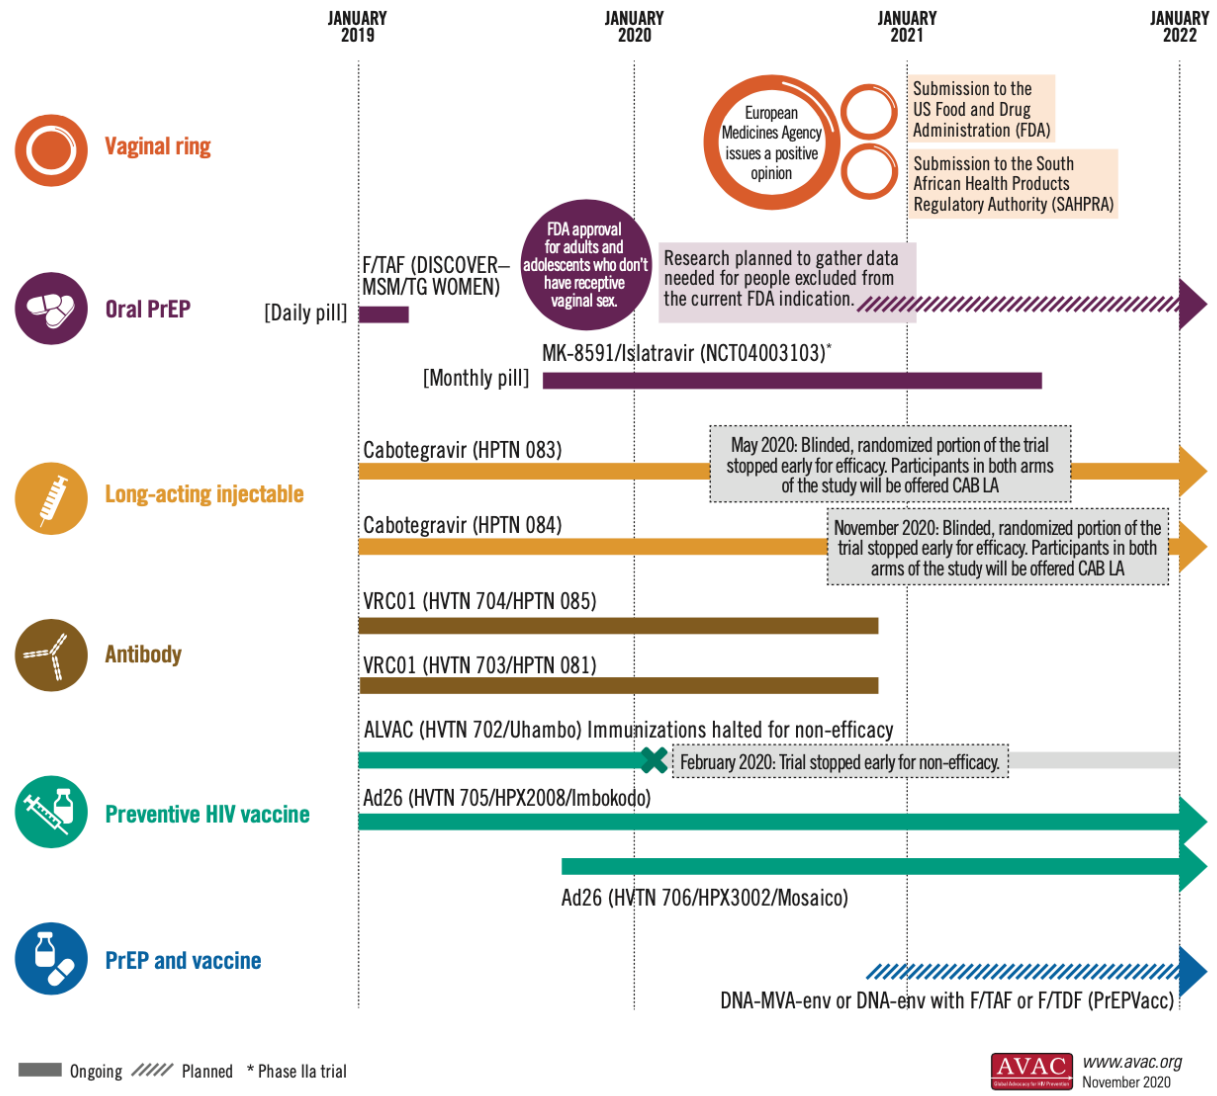 JANUARY
2019
JANUARY
2020
JANUARY
2021
JANUARY
2022
Vaginal ring
European
Medicines Agency
issues a positive
opinion
Submission to the
US Food and Drug
Administration (FDA)
Submission to the South
African Health Products
Regulatory Authority (SAHPRA)
Oral PrEP
[Daily pill]
F/TAF (DISCOVER–
MSM/TG WOMEN)
FDA approval
for adults and
adolescents who don't
have receptive
vaginal sex.
Research planned to gather data
needed for people excluded from
the current FDA indication.
MK-8591/Islatravir (NCT04003103)*
[Monthly pill]
Long-acting injectable
Cabotegravir (HPTN 083)
May 2020: Blinded, randomized portion of the trial
stopped early for efficacy. Participants in both arms
of the study will be offered CAB LA
Cabotegravir (HPTN 084)
November 2020: Blinded, randomized portion of the
trial stopped early for efficacy. Participants in both
arms of the study will be offered CAB LA
Antibody
VRC01 (HVTN 704/HPTN 085)
VRC01 (HVTN 703/HPTN 081)
Preventive HIV vaccine
ALVAC (HVTN 702/Uhambo) Immunizations halted for non-efficacy
February 2020: Trial stopped early for non-efficacy.
Ad26 (HVTN 705/HPX2008/Imbokodo)
Ad26 (HVTN 706/HPX3002/Mosaico)
PrEP and vaccine
DNA-MVA-env or DNA-env with F/TAF or F/TDF (PrEPVacc)
Ongoing
Planned
* Phase IIa trial
AVAC
Global Advocacy for HIV Prevention
www.avac.org
November 2020